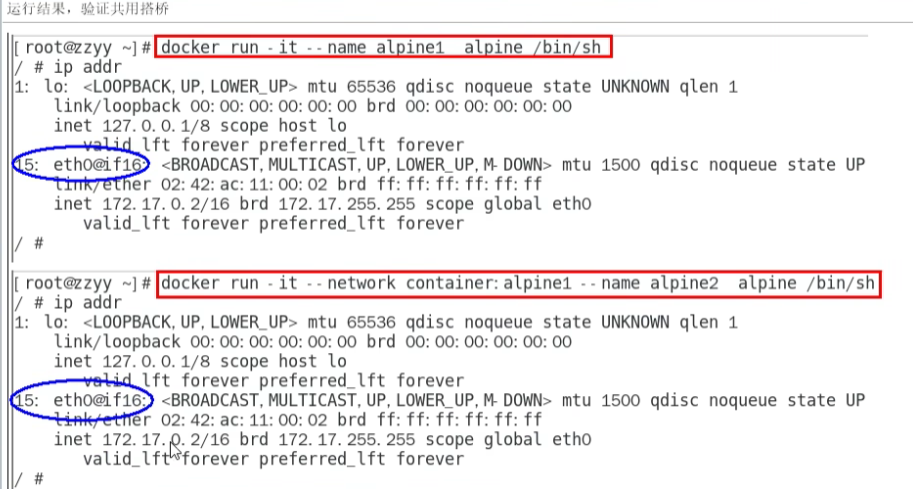 运行结果，验证共用搭桥
[root@zzyy ~]# docker run -it --name alpine1  alpine /bin/sh
/ # ip addr
1: lo: <LOOPBACK,UP,LOWER_UP> mtu 65536 qdisc noqueue state UNKNOWN qlen 1
    link/loopback 00:00:00:00:00:00 brd 00:00:00:00:00:00
    inet 127.0.0.1/8 scope host lo
       valid_lft forever preferred_lft forever
15: eth0@if16: <BROADCAST,MULTICAST,UP,LOWER_UP,M-DOWN> mtu 1500 qdisc noqueue state UP
    link/ether 02:42:ac:11:00:02 brd ff:ff:ff:ff:ff:ff
    inet 172.17.0.2/16 brd 172.17.255.255 scope global eth0
       valid_lft forever preferred_lft forever
/ #
[root@zzyy ~]# docker run -it --network container:alpine1 --name alpine2  alpine /bin/sh
/ # ip addr
1: lo: <LOOPBACK,UP,LOWER_UP> mtu 65536 qdisc noqueue state UNKNOWN qlen 1
    link/loopback 00:00:00:00:00:00 brd 00:00:00:00:00:00
    inet 127.0.0.1/8 scope host lo
       valid_lft forever preferred_lft forever
15: eth0@if16: <BROADCAST,MULTICAST,UP,LOWER_UP,M-DOWN> mtu 1500 qdisc noqueue state UP
    link/ether 02:42:ac:11:00:02 brd ff:ff:ff:ff:ff:ff
    inet 172.17.0.2/16 brd 172.17.255.255 scope global eth0
       valid_lft forever preferred_lft forever
/ #